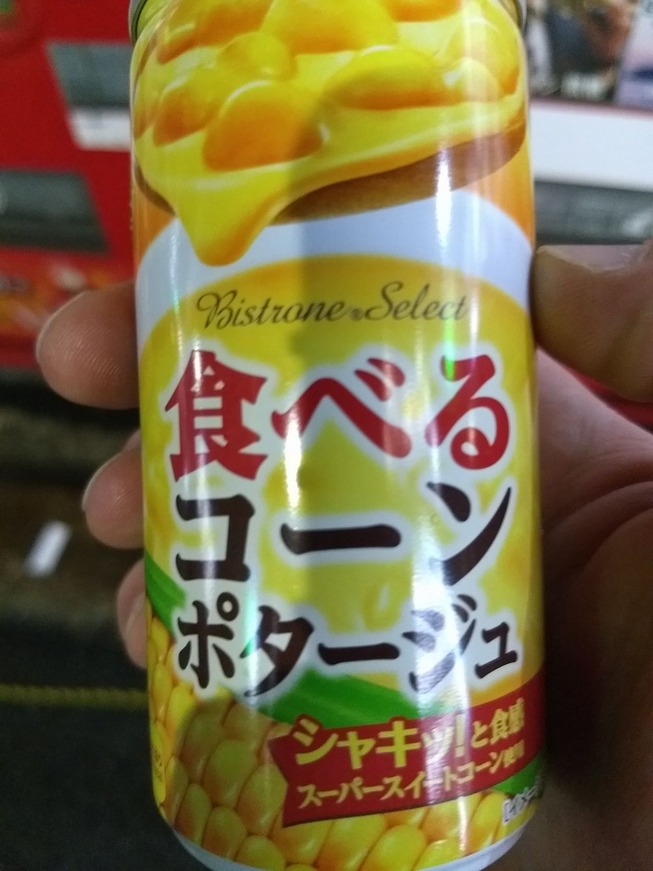 Bistrone® Select
食べる
コーン
ポタージュ
シャキッ!と食感
スーパースイートコーン使用